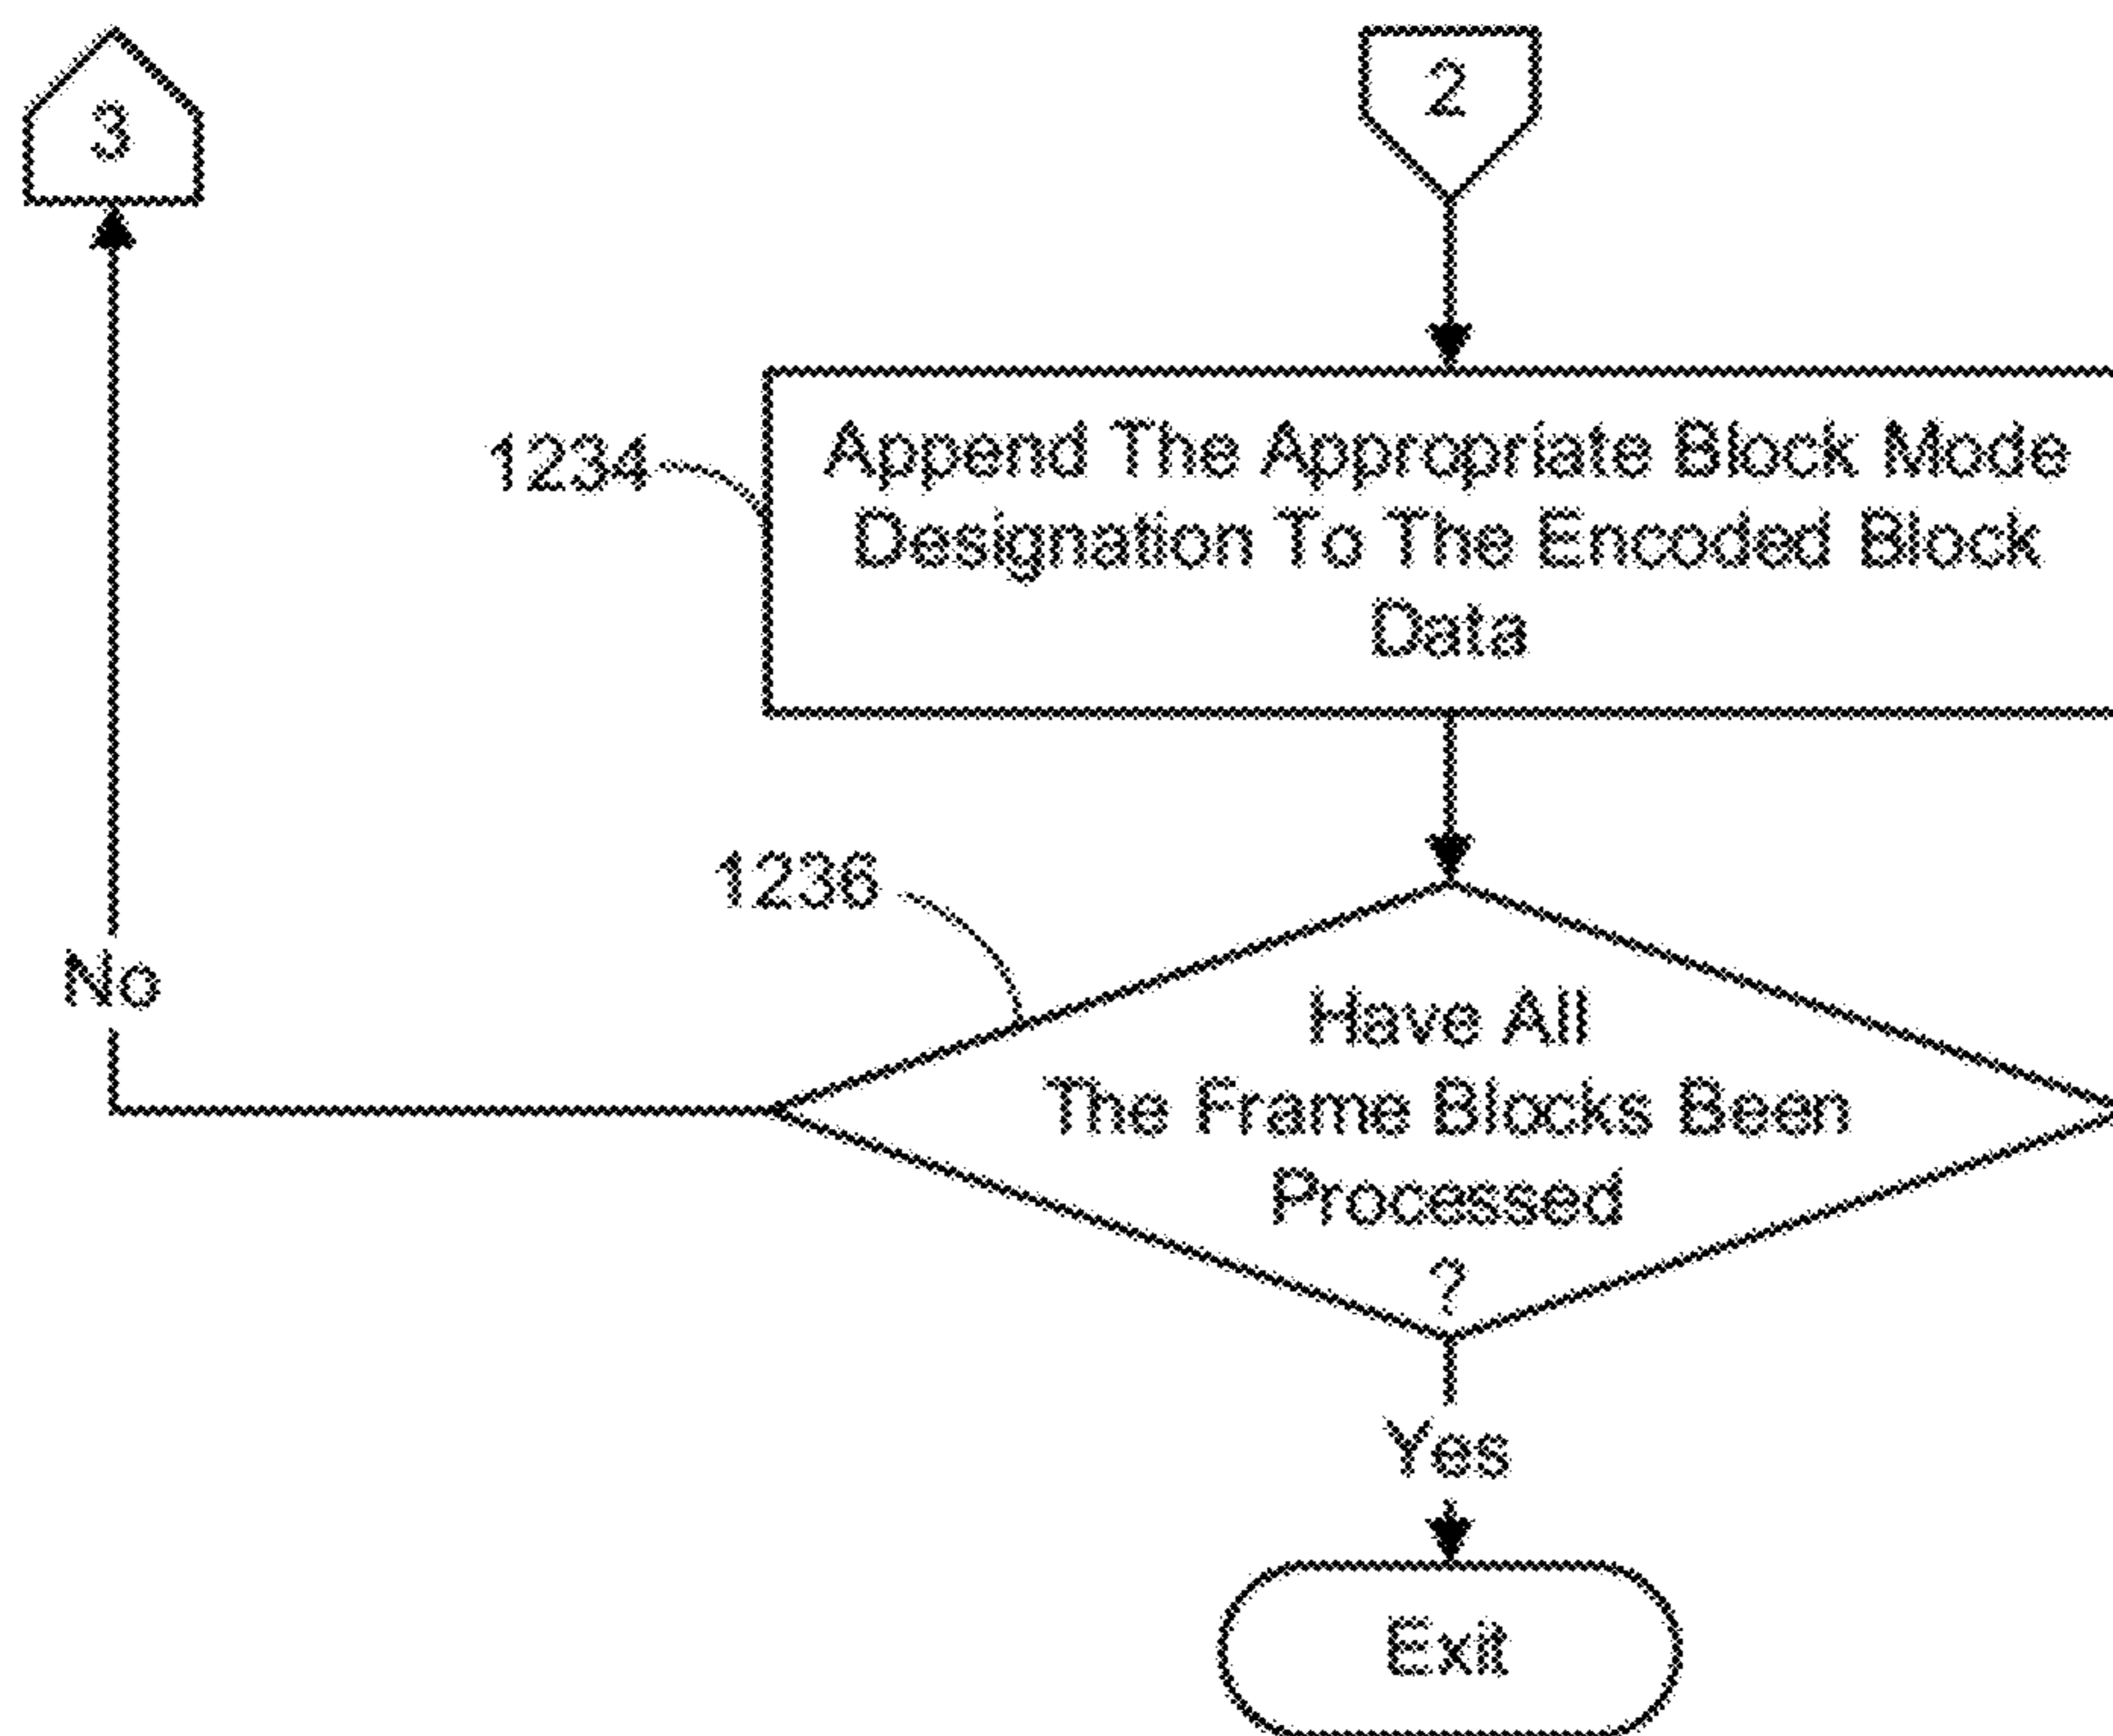 3
2
1234
Append The Appropriate Block Mode
Designation To The Encoded Block
Data
1236
No
Have All
The Frame Blocks Been
Processed
?
Yes
Exit